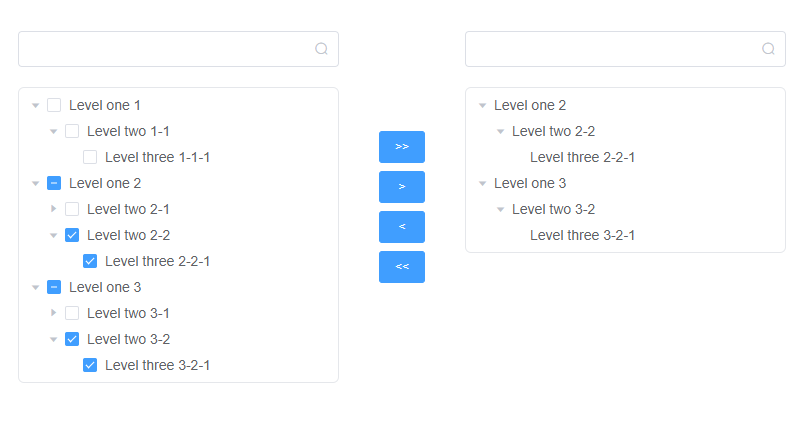 Level one 1
Level two 1-1
Level three 1-1-1
Level one 2
Level two 2-1
Level two 2-2
Level three 2-2-1
Level one 3
Level two 3-1
Level two 3-2
Level three 3-2-1
>>
>
<
<<
Level one 2
Level two 2-2
Level three 2-2-1
Level one 3
Level two 3-2
Level three 3-2-1